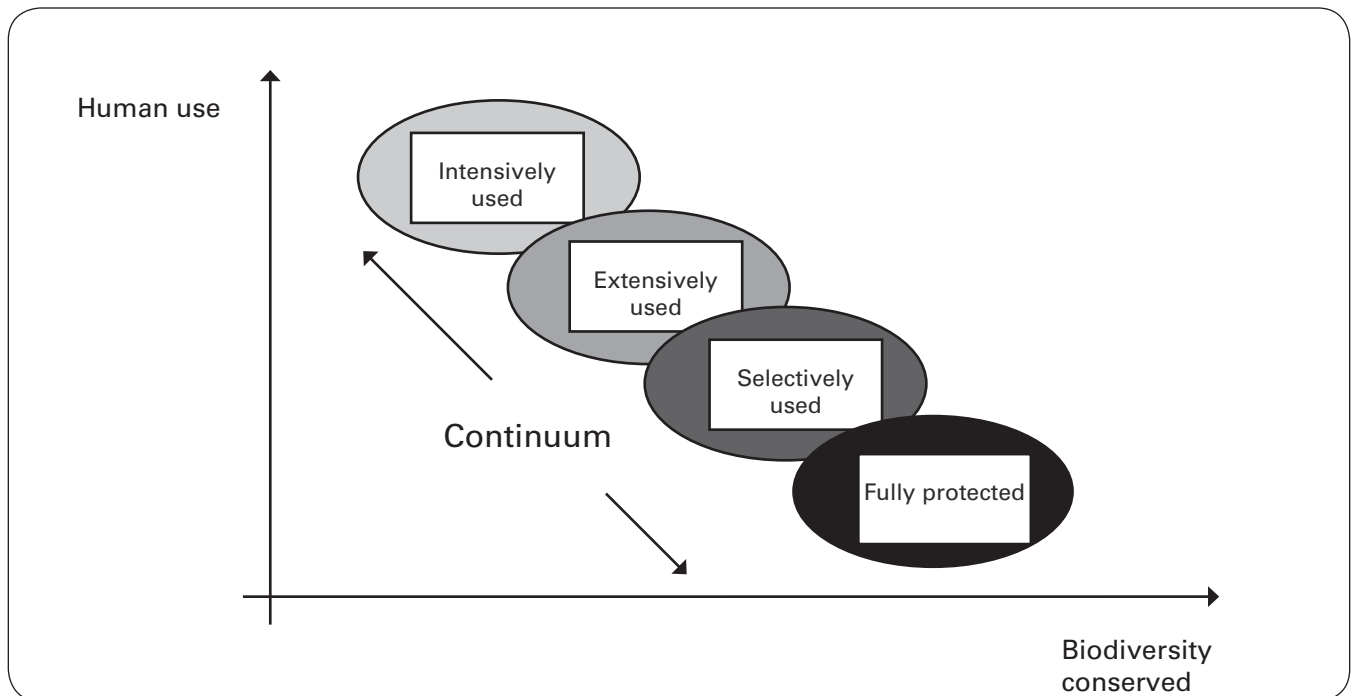 Human use
Intensively
used
Extensively
used
Selectively
used
Continuum
Fully protected
Biodiversity
conserved